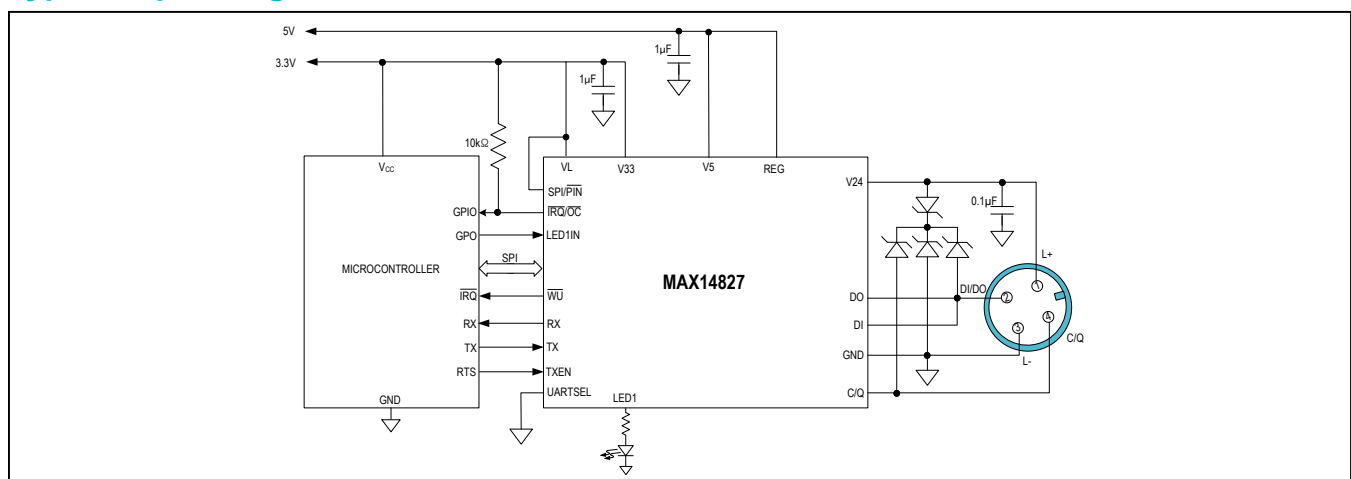 5V
1µF
3.3V
1µF
10kΩ
VCC
VL
V33
V5
REG
V24
SPI/PIN
0.1µF
GPIO
IRQ/OC
GPO
LED1IN
L+
SPI
MICROCONTROLLER
MAX14827
1
DI/DO
IRQ
WU
DO
2
4
RX
RX
DI
3
C/Q
TX
TX
GND
L-
RTS
TXEN
UARTSEL
C/Q
GND
LED1